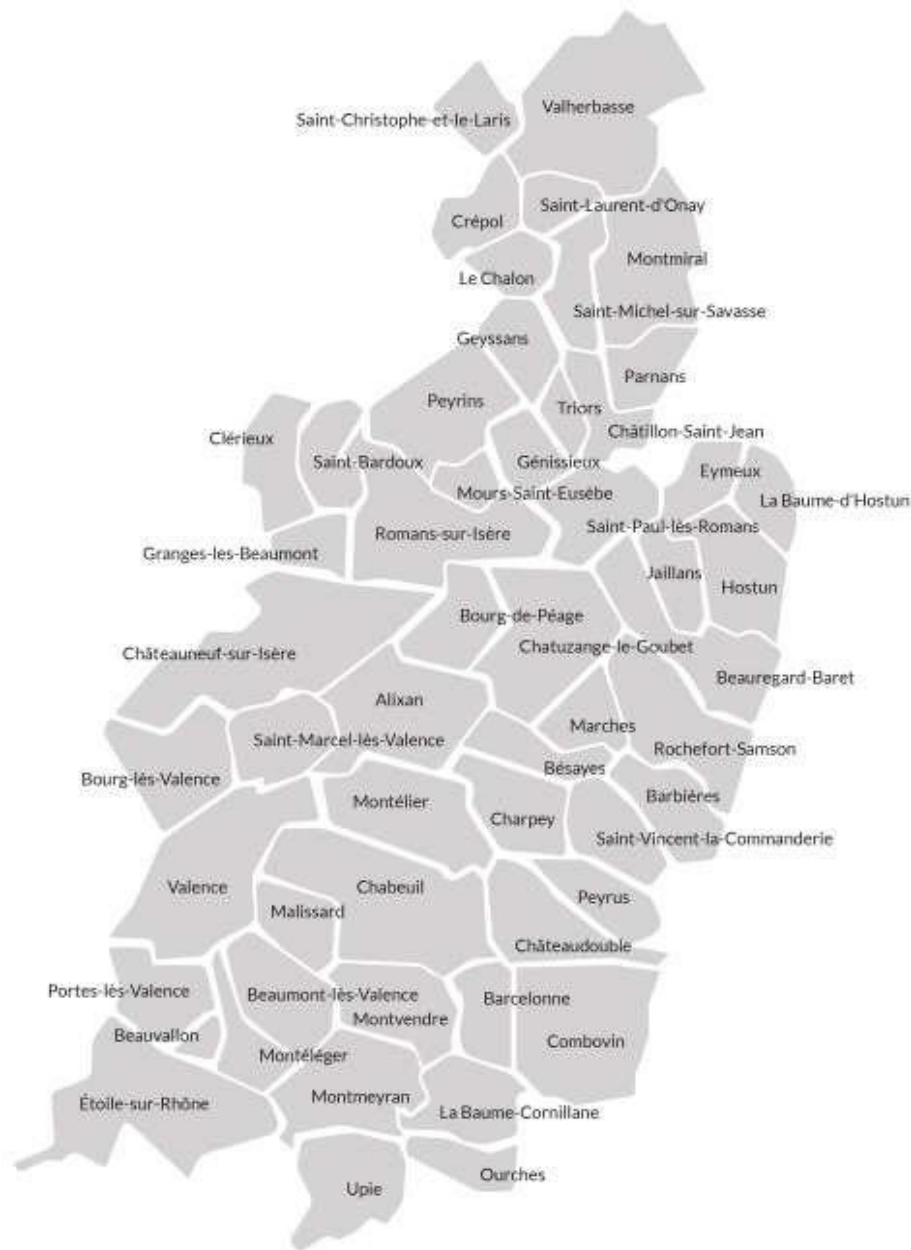 Valherbasse
Saint-Christophe-et-le-Laris
Saint-Laurent-d'Onay
Crépol
Montmiral
Le Chalon
Saint-Michel-sur-Savasse
Geyssans
Parnans
Peyrins
Triors
Châtillon-Saint-Jean
Clérieux
Saint-Bardoux
Génissieux
Eymeux
Mours-Saint-Eusèbe
La Baume-d'Hostun
Saint-Paul-lès-Romans
Romans-sur-Isère
Granges-les-Beaumont
Jaillans
Hostun
Bourg-de-Péage
Chatuzange-le-Goubet
Châteauneuf-sur-Isère
Beauregard-Baret
Alixan
Marches
Saint-Marcel-lès-Valence
Rochefort-Samson
Bésayes
Bourg-lès-Valence
Barbières
Montélier
Charpey
Saint-Vincent-la-Commanderie
Valence
Chabeuil
Peyrus
Malissard
Châteaudouble
Portes-lès-Valence
Beaumont-lès-Valence
Barcelonne
Montvendre
Beauvallon
Combovin
Montéléger
Montmeyran
Étoile-sur-Rhône
La Baume-Cornillane
Ourches
Upie